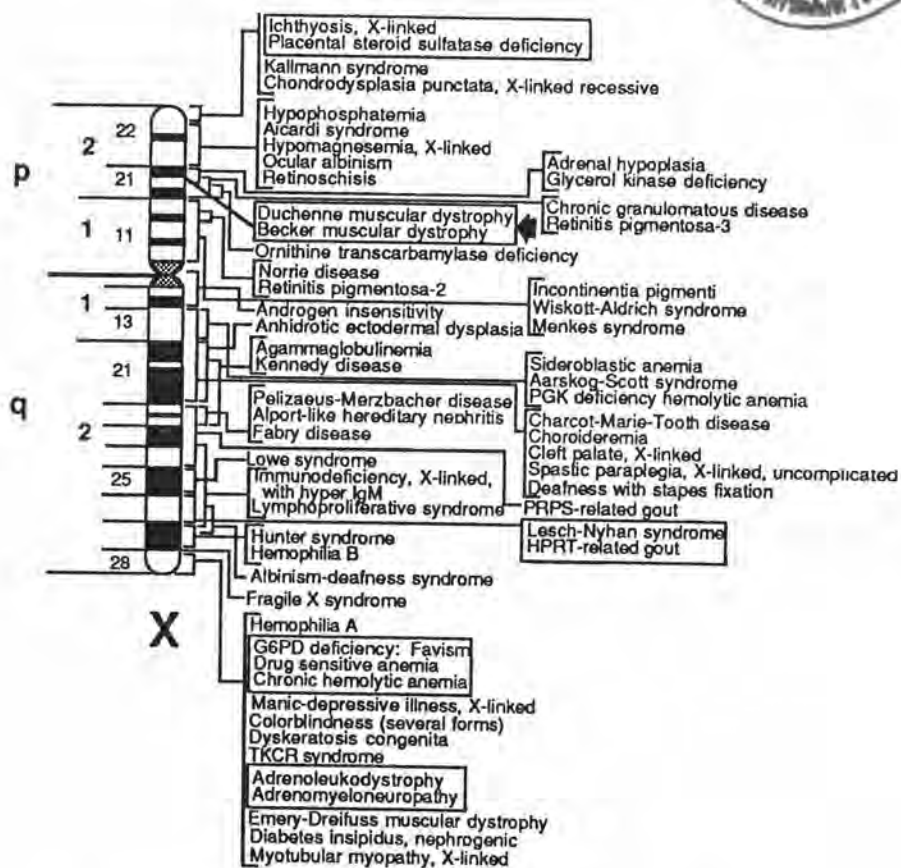 Ichthyosis, X-linked
Placental steroid sulfatase deficiency
Kallmann syndrome
Chondrodysplasia punctata, X-linked recessive
Hypophosphatemia
Aicardi syndrome
Hypomagnesemia, X-linked
Ocular albinism
Retinoschisis
Adrenal hypoplasia
Glycerol kinase deficiency
Duchenne muscular dystrophy
Becker muscular dystrophy
Chronic granulomatous disease
Retinitis pigmentosa-3
Ornithine transcarbamylase deficiency
Norrie disease
Retinitis pigmentosa-2
Incontinentia pigmenti
Wiskott-Aldrich syndrome
Menkes syndrome
Androgen insensitivity
Anhidrotic ectodermal dysplasia
Agammaglobulinemia
Kennedy disease
Sideroblastic anemia
Aarskog-Scott syndrome
PGK deficiency hemolytic anemia
Pelizaeus-Merzbacher disease
Alport-like hereditary nephritis
Fabry disease
Charcot-Marie-Tooth disease
Choroideremia
Cleft palate, X-linked
Spastic paraplegia, X-linked, uncomplicated
Deafness with stapes fixation
Lowe syndrome
Immunodeficiency, X-linked,
with hyper IgM
Lymphoproliferative syndrome
PRPS-related gout
Lesch-Nyhan syndrome
HPRT-related gout
Hunter syndrome
Hemophilia B
Albinism-deafness syndrome
Fragile X syndrome
Hemophilia A
G6PD deficiency: Favism
Drug sensitive anemia
Chronic hemolytic anemia
Manic-depressive illness, X-linked
Colorblindness (several forms)
Dyskeratosis congenita
TKCR syndrome
Adrenoleukodystrophy
Adrenomyeloneuropathy
Emery-Dreifuss muscular dystrophy
Diabetes insipidus, nephrogenic
Myotubular myopathy, X-linked
p
2
22
21
1
11
q
1
13
21
2
25
28
X